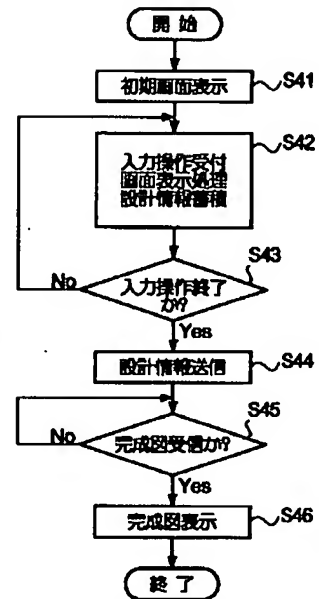 開始
初期画面表示
S41
S42
入力操作受付
画面表示処理
設計情報蓄積
S43
入力操作終了
か?
No
Yes
設計情報送信
S44
S45
完成図受信か?
No
Yes
完成図表示
S46
終了